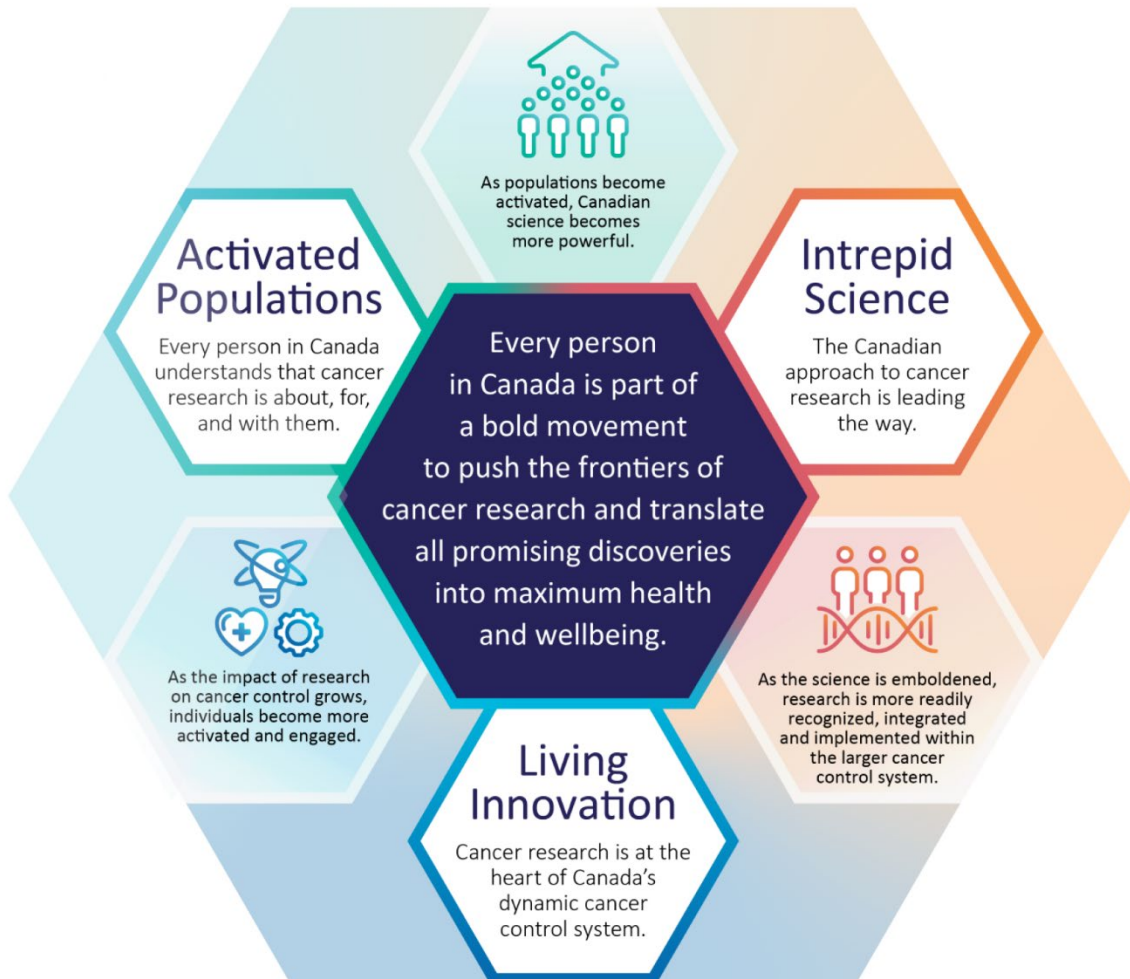 As populations become
activated, Canadian
science becomes
more powerful.
Activated
Populations
Every person in Canada
understands that cancer
research is about, for,
and with them.
Intrepid
Science
The Canadian
approach to cancer
research is leading
the way.
Every person
in Canada is part of
a bold movement
to push the frontiers of
cancer research and translate
all promising discoveries
into maximum health
and wellbeing.
As the impact of research
on cancer control grows,
individuals become more
activated and engaged.
As the science is emboldened,
research is more readily
recognized, integrated
and implemented within
the larger cancer
control system.
Living
Innovation
Cancer research is at the
heart of Canada’s
dynamic cancer
control system.